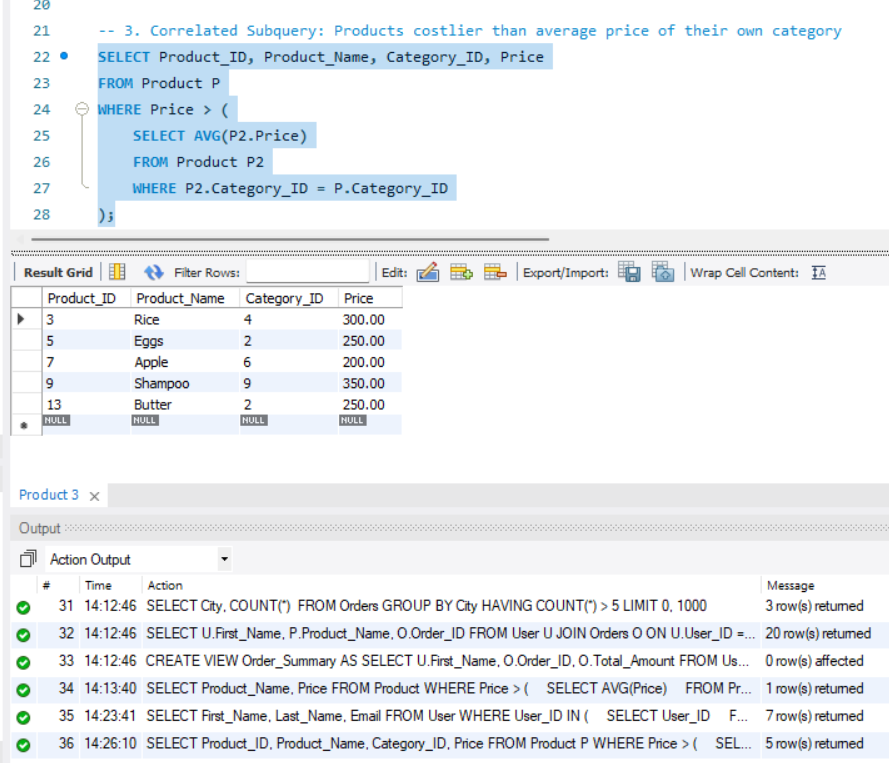 20
21 -- 3. Correlated Subquery: Products costlier than average price of their own category
22 SELECT Product_ID, Product_Name, Category_ID, Price
23 FROM Product P
24 WHERE Price > (
25 SELECT AVG(P2.Price)
26 FROM Product P2
27 WHERE P2.Category_ID = P.Category_ID
28 );
Result Grid Filter Rows: Edit: Export/Import: Wrap Cell Content: IA
Product_ID Product_Name Category_ID Price
3 Rice 4 300.00
5 Eggs 2 250.00
7 Apple 6 200.00
9 Shampoo 9 350.00
13 Butter 2 250.00
NULL NULL NULL NULL
Product 3 ×
Output
Action Output
# Time Action Message
31 14:12:46 SELECT City, COUNT(*) FROM Orders GROUP BY City HAVING COUNT(*) > 5 LIMIT 0, 1000 3 row(s) returned
32 14:12:46 SELECT U.First_Name, P.Product_Name, O.Order_ID FROM User U JOIN Orders O ON U.User_ID =... 20 row(s) returned
33 14:12:46 CREATE VIEW Order_Summary AS SELECT U.First_Name, O.Order_ID, O.Total_Amount FROM Us... 0 row(s) affected
34 14:13:40 SELECT Product_Name, Price FROM Product WHERE Price > ( SELECT AVG(Price) FROM Pr... 1 row(s) returned
35 14:23:41 SELECT First_Name, Last_Name, Email FROM User WHERE User_ID IN ( SELECT User_ID F... 7 row(s) returned
36 14:26:10 SELECT Product_ID, Product_Name, Category_ID, Price FROM Product P WHERE Price > ( SEL... 5 row(s) returned